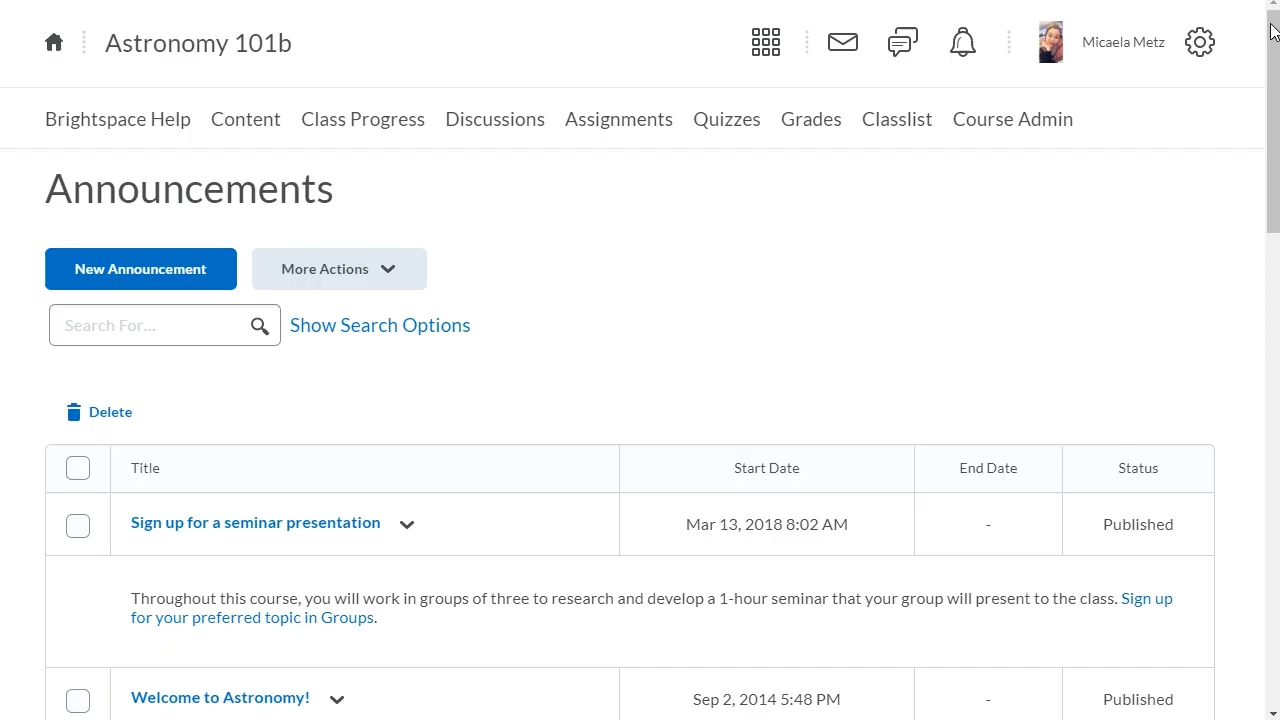 Astronomy 101b
Micaela Metz
Brightspace Help Content Class Progress Discussions Assignments Quizzes Grades Classlist Course Admin
Announcements
New Announcement More Actions
Search For... Show Search Options
Delete
Title Start Date End Date Status
Sign up for a seminar presentation Mar 13, 2018 8:02 AM - Published
Throughout this course, you will work in groups of three to research and develop a 1-hour seminar that your group will present to the class. Sign up
for your preferred topic in Groups.
Welcome to Astronomy! Sep 2, 2014 5:48 PM - Published